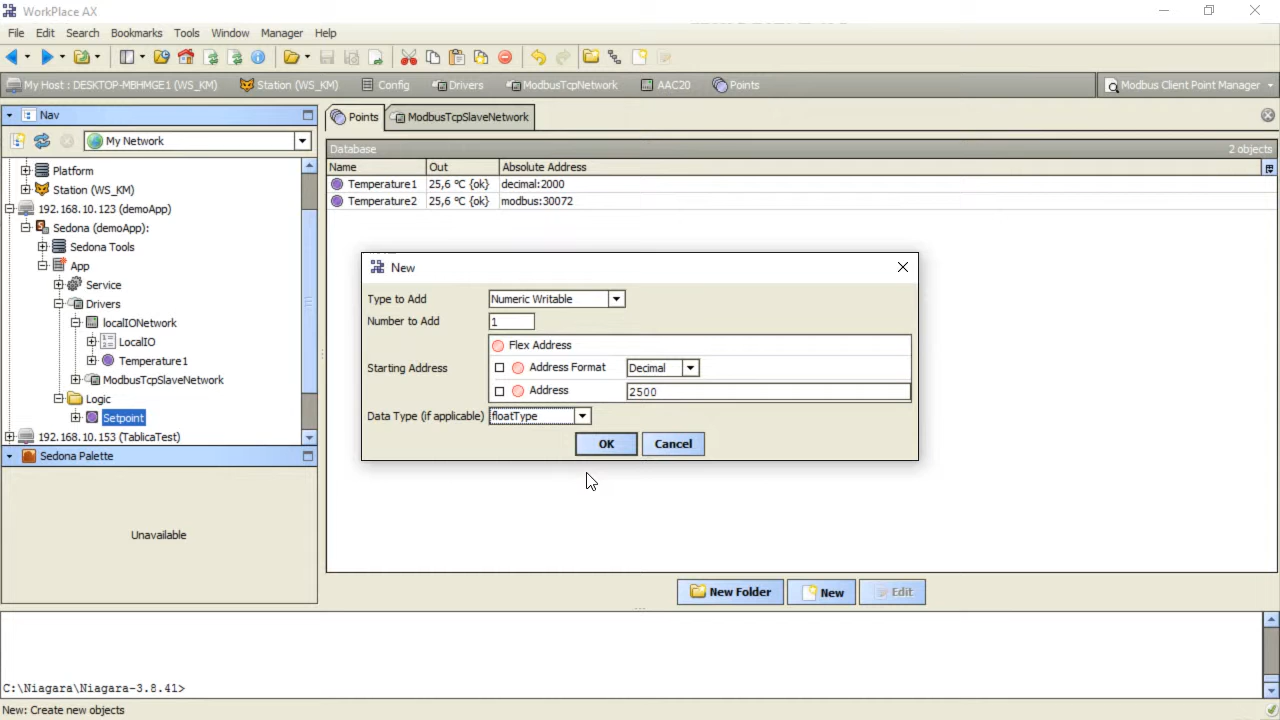 WorkPlace AX
File Edit Search Bookmarks Tools Window Manager Help
My Host : DESKTOP-MBHMGE1 (WS_KM) Station (WS_KM) Config Drivers ModbusTcpNetwork AAC20 Points Modbus Client Point Manager
Nav
My Network
Platform
Station (WS_KM)
192.168.10.123 (demoApp)
Sedona (demoApp):
Sedona Tools
App
Service
Drivers
localIONetwork
LocalIO
Temperature1
ModbusTcpSlaveNetwork
Logic
Setpoint
192.168.10.153 (TablicaTest)
Sedona Palette
Unavailable
Points ModbusTcpSlaveNetwork
Database 2 objects
Name Out Absolute Address
Temperature1 25,6 °C {ok} decimal:2000
Temperature2 25,6 °C {ok} modbus:30072
New
Type to Add Numeric Writable
Number to Add 1
Flex Address
Starting Address Address Format Decimal
Address 2500
Data Type (if applicable) floatType
OK Cancel
New Folder New Edit
C:\Niagara\Niagara-3.8.41>
New: Create new objects